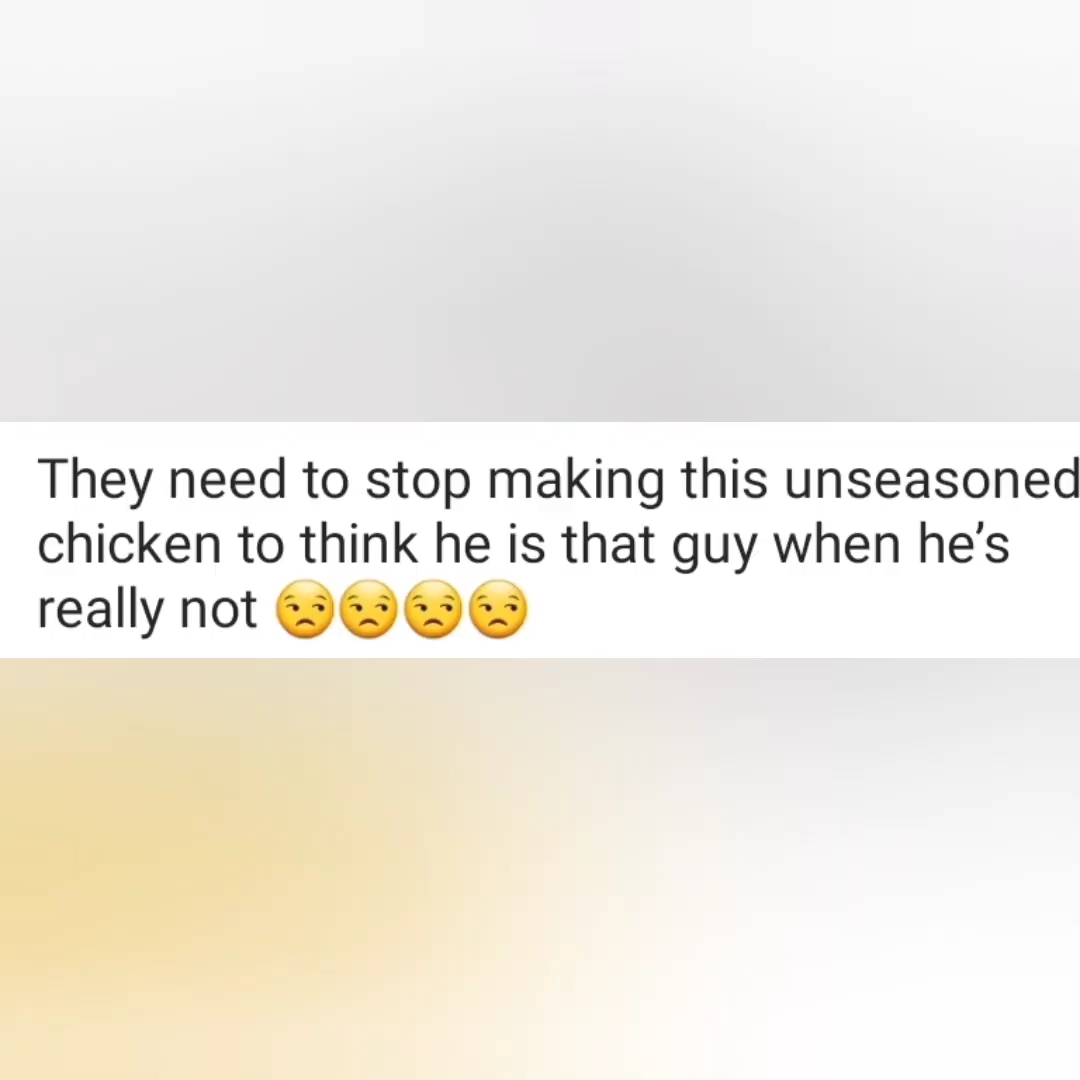 They need to stop making this unseasoned
chicken to think he is that guy when he’s
really not 😒😒😒😒